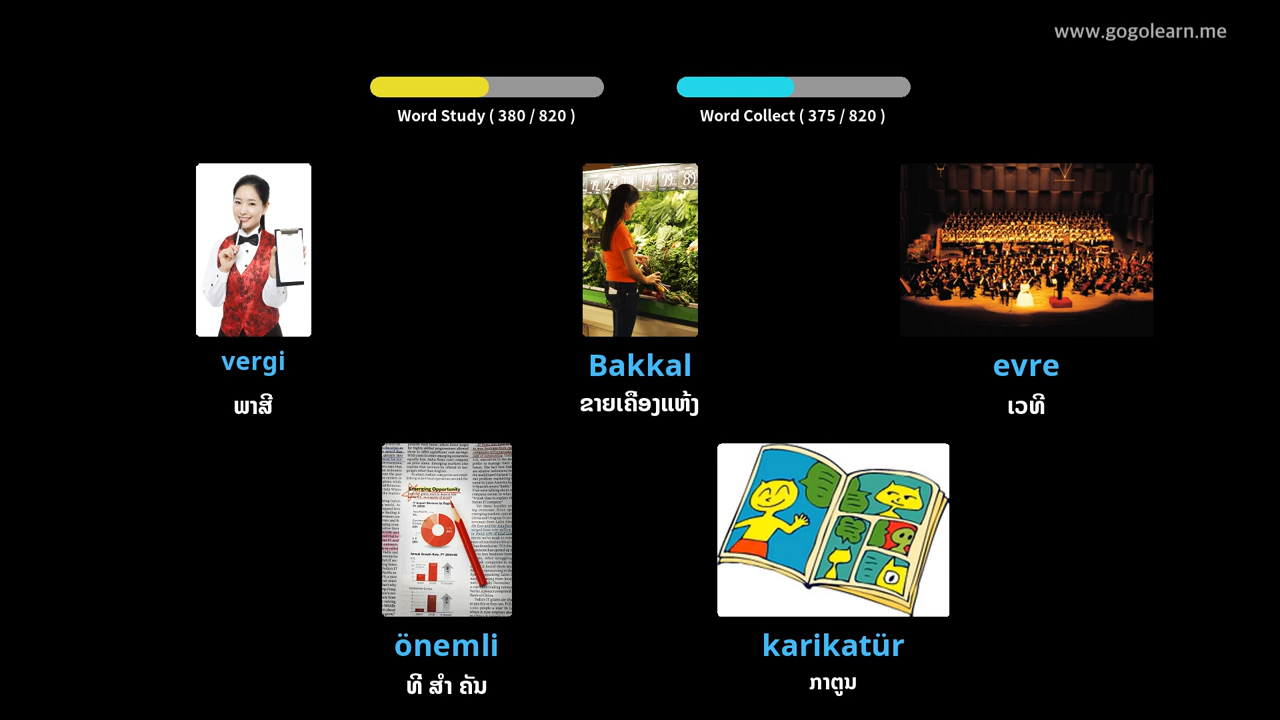 www.gogolearn.me
Word Study ( 380 / 820 )
Word Collect ( 375 / 820 )
vergi
ພາສີ
Bakkal
ຂາຍເຄື່ອງແຫ້ງ
evre
ເວທີ
Emerging Opportunity
önemli
ທີ່ ສຳ ຄັນ
karikatür
ກາຕູນ